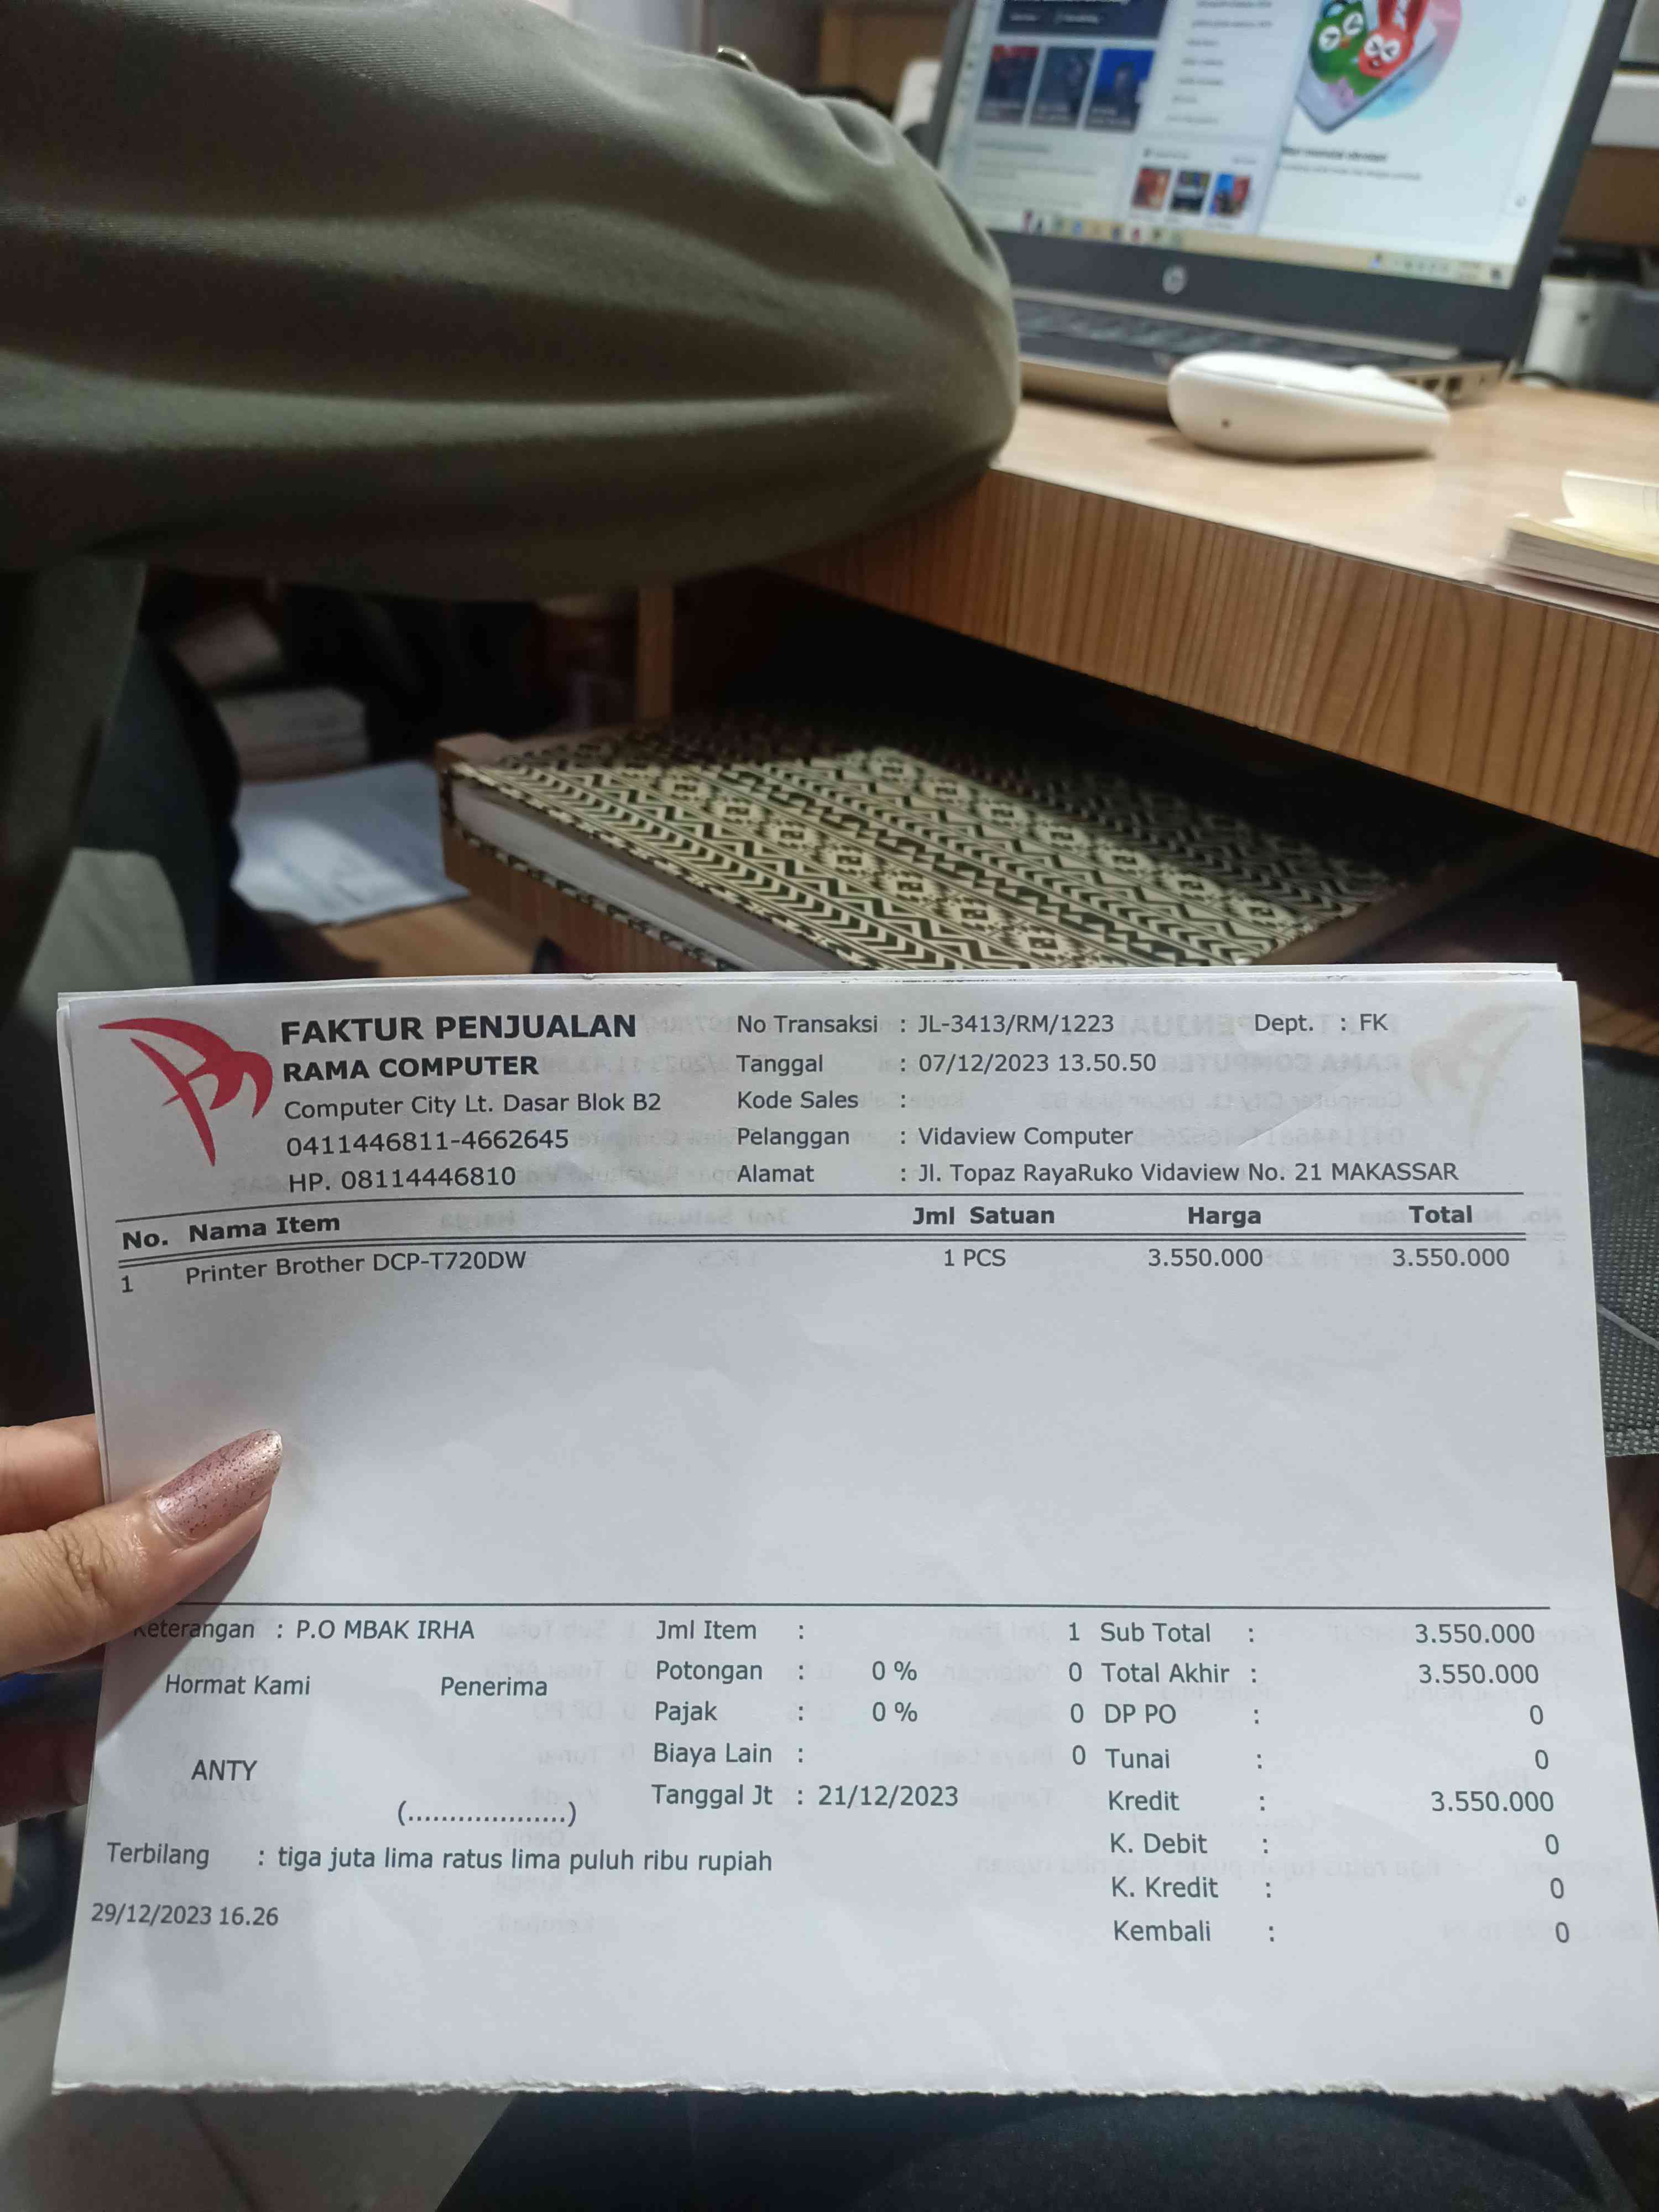 FAKTUR PENJUALAN
RAMA COMPUTER
Computer City Lt. Dasar Blok B2
0411446811-4662645
HP. 08114446810
No Transaksi : JL-3413/RM/1223 Dept. : FK
Tanggal : 07/12/2023 13.50.50
Kode Sales :
Pelanggan : Vidaview Computer
Alamat : Jl. Topaz RayaRuko Vidaview No. 21 MAKASSAR
No. Nama Item Jml Satuan Harga Total
1 Printer Brother DCP-T720DW 1 PCS 3.550.000 3.550.000
Keterangan : P.O MBAK IRHA
Hormat Kami Penerima
ANTY
(...................)
Jml Item : 1
Potongan : 0 % 0
Pajak : 0 % 0
Biaya Lain : 0
Tanggal Jt : 21/12/2023
Sub Total : 3.550.000
Total Akhir : 3.550.000
DP PO : 0
Tunai : 0
Kredit : 3.550.000
K. Debit : 0
K. Kredit : 0
Kembali : 0
Terbilang : tiga juta lima ratus lima puluh ribu rupiah
29/12/2023 16.26